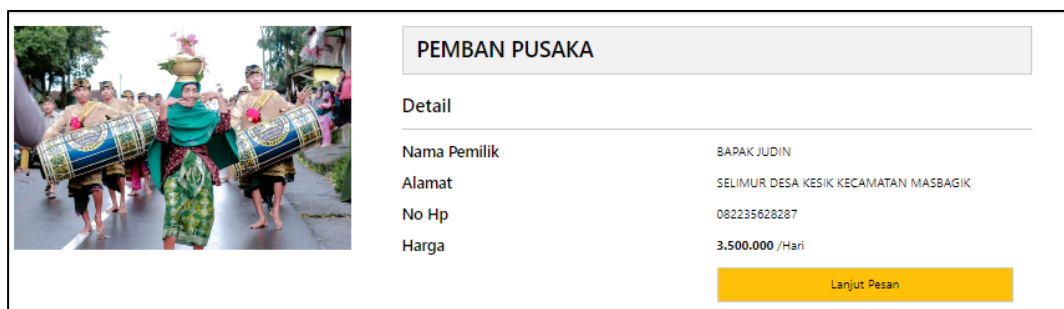 PEMBAN PUSAKA
Detail
Nama Pemilik BAPAK JUDIN
Alamat SELIMUR DESA KESIK KECAMATAN MASBAGIK
No Hp 082235628287
Harga 3.500.000 /Hari
Lanjut Pesan